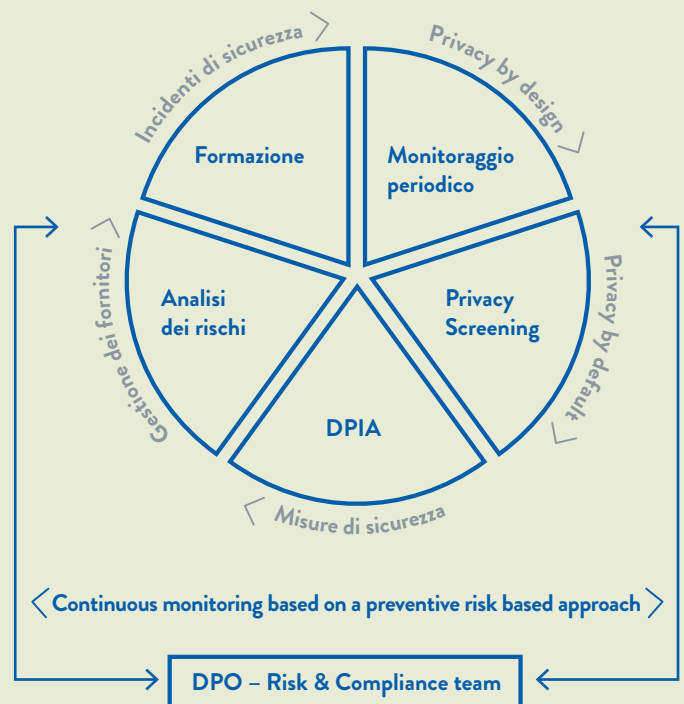 Incidenti di sicurezza
Privacy by design
Formazione
Monitoraggio
periodico
Gestione dei fornitori
Analisi
dei rischi
Privacy
Screening
Privacy by default
DPIA
Misure di sicurezza
Continuous monitoring based on a preventive risk based approach
DPO – Risk & Compliance team